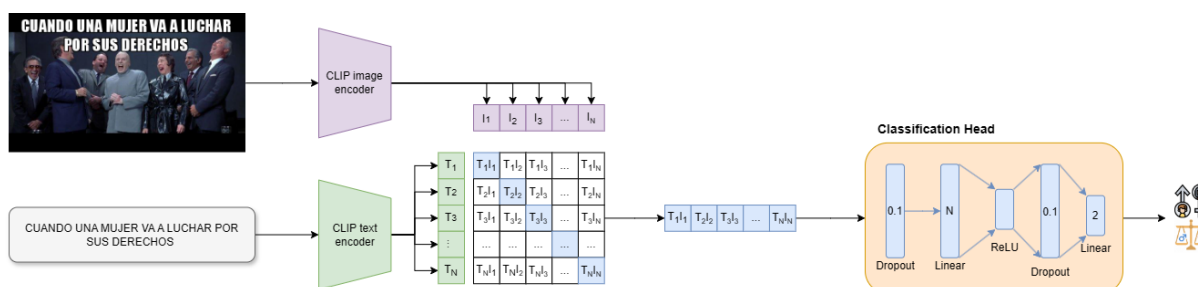 CUANDO UNA MUJER VA A LUCHAR
POR SUS DERECHOS
CLIP image
encoder
I1 I2 I3 ... IN
CUANDO UNA MUJER VA A LUCHAR POR
SUS DERECHOS
CLIP text
encoder
T1 T1I1 T1I2 T1I3 ... T1IN
T2 T2I1 T2I2 T2I3 ... T2IN
T3 T3I1 T3I2 T3I3 ... T3IN
⋮ ... ... ... ... ...
TN TNI1 TNI2 TNI3 ... TNIN
T1I1 T2I2 T3I3 ... TNIN
Classification Head
0.1 N 0.1 2
Dropout Linear ReLU Dropout Linear